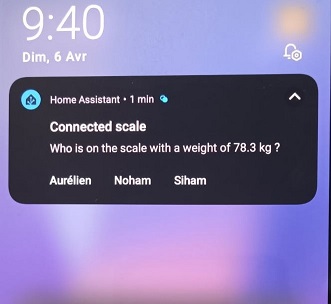 9:40
Dim, 6 Avr
Home Assistant • 1 min
Connected scale
Who is on the scale with a weight of 78.3 kg ?
Aurélien Noham Siham